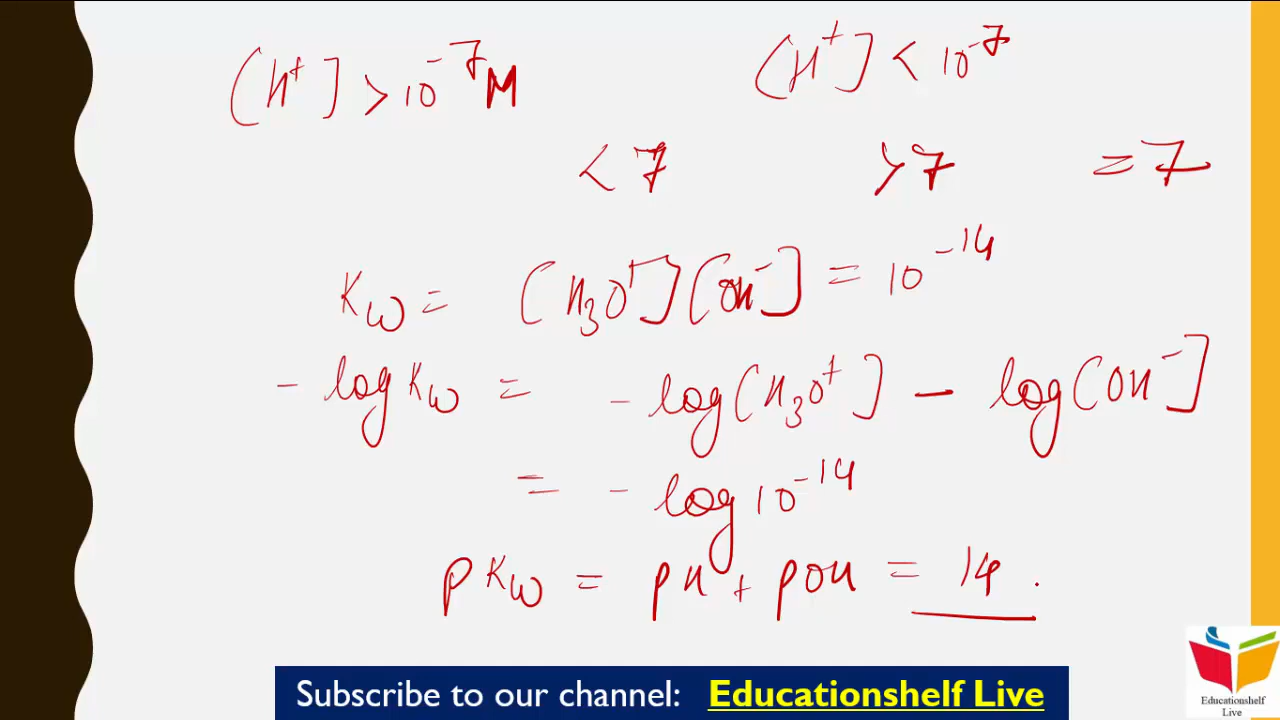 [H⁺] > 10⁻⁷ M [H⁺] < 10⁻⁷
< 7 > 7 = 7
Kw = [H₃O⁺][OH⁻] = 10⁻¹⁴
- log Kw = - log[H₃O⁺] - log[OH⁻]
= - log 10⁻¹⁴
pKw = pH + pOH = 14.
Subscribe to our channel: Educationshelf Live
Educationshelf
Live